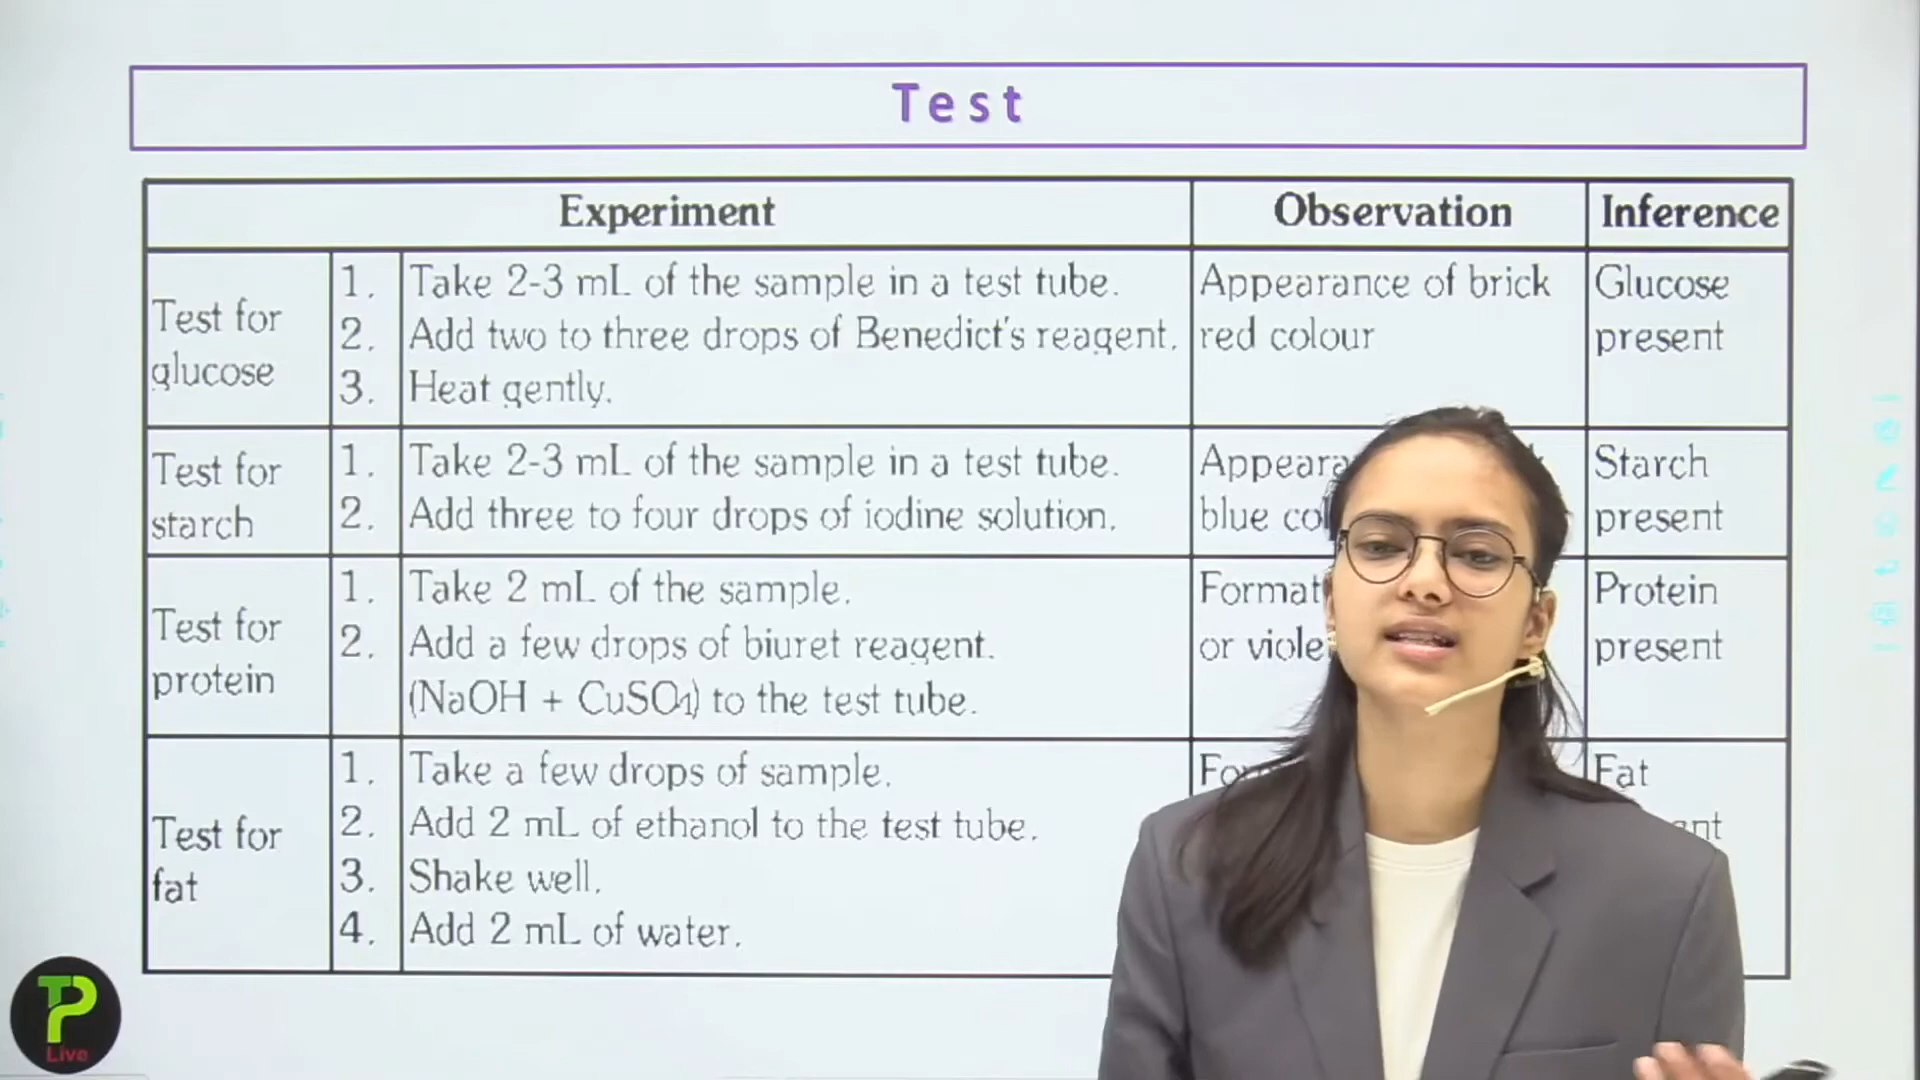 Test
Experiment
Observation
Inference
Test for
glucose
1. Take 2-3 mL of the sample in a test tube.
2. Add two to three drops of Benedict's reagent.
3. Heat gently.
Appearance of brick
red colour
Glucose
present
Test for
starch
1. Take 2-3 mL of the sample in a test tube.
2. Add three to four drops of iodine solution.
blue
Starch
present
Test for
protein
1. Take 2 mL of the sample.
2. Add a few drops of biuret reagent.
(NaOH + CuSO4) to the test tube.
or
Protein
present
Test for
fat
1. Take a few drops of sample.
2. Add 2 mL of ethanol to the test tube.
3. Shake well.
4. Add 2 mL of water.
Fat
TP
Live